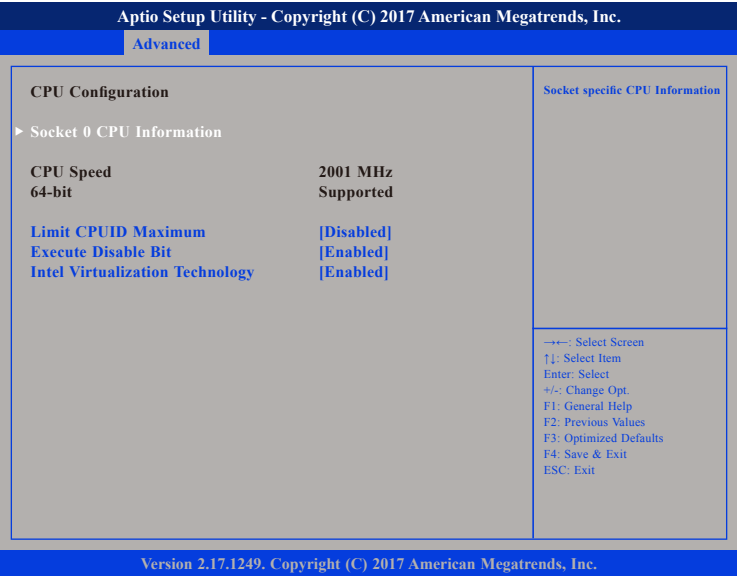 Aptio Setup Utility - Copyright (C) 2017 American Megatrends, Inc.
Advanced
CPU Configuration
▶ Socket 0 CPU Information
CPU Speed 2001 MHz
64-bit Supported
Limit CPUID Maximum [Disabled]
Execute Disable Bit [Enabled]
Intel Virtualization Technology [Enabled]
Socket specific CPU Information
→←: Select Screen
↑↓: Select Item
Enter: Select
+/-: Change Opt.
F1: General Help
F2: Previous Values
F3: Optimized Defaults
F4: Save & Exit
ESC: Exit
Version 2.17.1249. Copyright (C) 2017 American Megatrends, Inc.